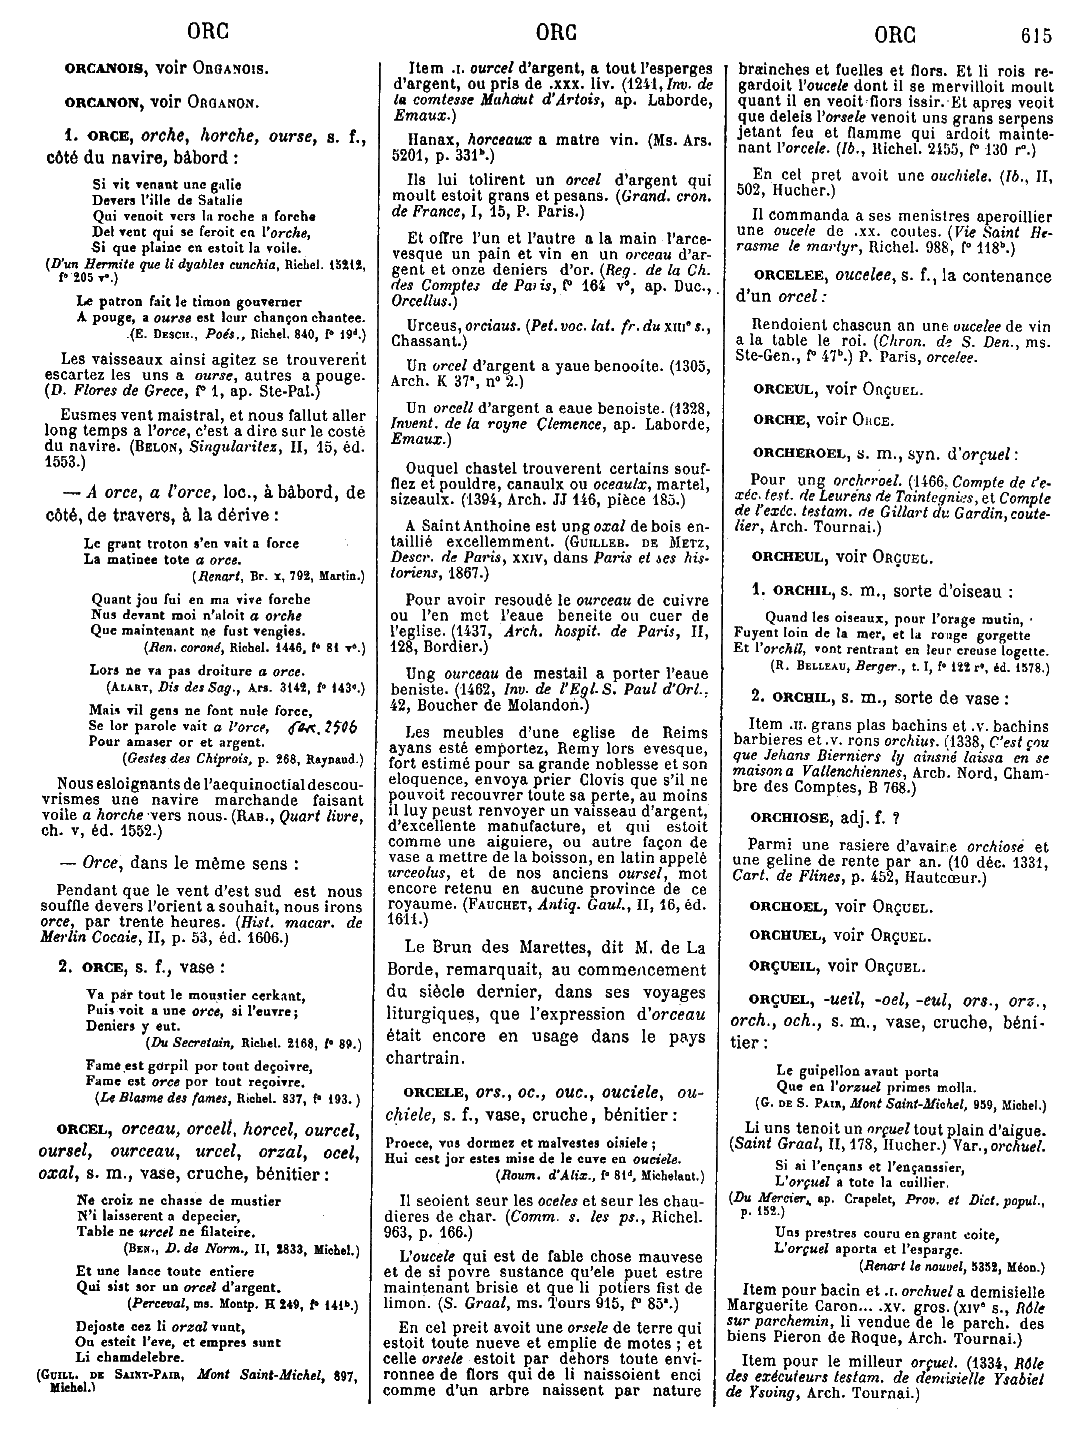 ORC
ORC
ORC 615
ORCANOIS, voir ORGANOIS.
ORCANON, voir ORGANON.
1. ORCE, orche, horche, ourse, s. f.,
côté du navire, bâbord :
Si vit venant une galie
Devers l'ille de Satalie
Qui venoit vers la roche a forche
Del vent qui se feroit en l'orche,
Si que plaine en estoit la voile.
(D'un Hermite que li dyables cunchia, Richel. 15212,
f° 205 v°.)
Le patron fait le timon gouverner
A pouge, a ourse est leur chançon chantee.
(E. DESCH., Poés., Richel. 840, f° 19d.)
Les vaisseaux ainsi agitez se trouverent
escartez les uns a ourse, autres a pouge.
(D. Flores de Grece, f° 1, ap. Ste-Pal.)
Eusmes vent maistral, et nous fallut aller
long temps a l'orce, c'est a dire sur le costé
du navire. (BELON, Singularitez, II, 15, éd.
1553.)
— A orce, a l'orce, loc., à bâbord, de
côté, de travers, à la dérive :
Le grant troton s'en vait a force
La matinee tote a orce.
(Renart, Br. x, 792, Martin.)
Quant jou fui en ma vive forche
Nus devant moi n'aloit a orche
Que maintenant ne fust vengies.
(Ren. coroné, Richel. 1446, f° 81 v°.)
Lors ne va pas droiture a orce.
(ALART, Dis des Sag., Ars. 3142, f° 143c.)
Mais vil gens ne font nule force,
Se lor parole vait a l'orce, 2506
Pour amaser or et argent.
(Gestes des Chiprois, p. 268, Raynaud.)
Nous esloignants de l'aequinoctial descou-
vrismes une navire marchande faisant
voile a horche vers nous. (RAB., Quart livre,
ch. v, éd. 1552.)
— Orce, dans le même sens :
Pendant que le vent d'est sud est nous
souffle devers l'orient a souhait, nous irons
orce, par trente heures. (Hist. macar. de
Merlin Cocaie, II, p. 53, éd. 1606.)
2. ORCE, s. f., vase :
Va par tout le moustier cerkant,
Puis voit a une orce, si l'euvre ;
Deniers y eut.
(Du Secretain, Richel. 2168, f° 89.)
Fame est gorpil por tout deçoivre,
Fame est orce por tout reçoivre.
(Le Blasme des fames, Richel. 837, f° 193.)
ORCEL, orceau, orcell, horcel, ourcel,
oursel, ourceau, urcel, orzal, ocel,
oxal, s. m., vase, cruche, bénitier :
Ne croiz ne chasse de mustier
N'i laisserent a depecier,
Table ne urcel ne filateire.
(BEN., D. de Norm., II, 2833, Michel.)
Et une lance toute entiere
Qui sist sor un orcel d'argent.
(Perceval, ms. Montp. H 249, f° 141b.)
Dejoste cez li orzal vunt,
Ou esteit l'eve, et empres sunt
Li chamdelebre.
(GUILL. DE SAINT-PAIR, Mont Saint-Michel, 897,
Michel.)
Item .I. ourcel d'argent, a tout l'esperges
d'argent, ou pris de .XXX. liv. (1241, Inv. de
la comtesse Mahaut d'Artois, ap. Laborde,
Emaux.)
Hanax, horceaux a matre vin. (Ms. Ars.
5201, p. 331b.)
Ils lui tolirent un orcel d'argent qui
moult estoit grans et pesans. (Grand. cron.
de France, I, 15, P. Paris.)
Et offre l'un et l'autre a la main l'arce-
vesque un pain et vin en un orceau d'ar-
gent et onze deniers d'or. (Reg. de la Ch.
des Comptes de Paris, f° 164 v°, ap. Duc.,
Orcellus.)
Urceus, orciaus. (Pet. voc. lat. fr. du XIIIe s.,
Chassant.)
Un orcel d'argent a yaue benooite. (1305,
Arch. K 37a, n° 2.)
Un orcell d'argent a eaue benoiste. (1328,
Invent. de la royne Clemence, ap. Laborde,
Emaux.)
Ouquel chastel trouverent certains souf-
flez et pouldre, canaulx ou oceaulx, martel,
sizeaulx. (1394, Arch. JJ 146, pièce 185.)
A Saint Anthoine est ung oxal de bois en-
taillié excellemment. (GUILLEB. DE METZ,
Descr. de Paris, XXIV, dans Paris et ses his-
toriens, 1867.)
Pour avoir resoudé le ourceau de cuivre
ou l'en met l'eaue beneite ou cuer de
l'eglise. (1437, Arch. hospit. de Paris, II,
128, Bordier.)
Ung ourceau de mestail a porter l'eaue
beniste. (1462, Inv. de l'Egl. S. Paul d'Orl.,
42, Boucher de Molandon.)
Les meubles d'une eglise de Reims
ayans esté emportez, Remy lors evesque,
fort estimé pour sa grande noblesse et son
eloquence, envoya prier Clovis que s'il ne
pouvoit recouvrer toute sa perte, au moins
il luy peust renvoyer un vaisseau d'argent,
d'excellente manufacture, et qui estoit
comme une aiguiere, ou autre façon de
vase a mettre de la boisson, en latin appelé
urceolus, et de nos anciens oursel, mot
encore retenu en aucune province de ce
royaume. (FAUCHET, Antiq. Gaul., II, 16, éd.
1611.)
Le Brun des Marettes, dit M. de La
Borde, remarquait, au commencement
du siècle dernier, dans ses voyages
liturgiques, que l'expression d'orceau
était encore en usage dans le pays
chartrain.
ORCELE, ors., oc., ouc., ouciele, ou-
chiele, s. f., vase, cruche, bénitier :
Proece, vus dormez et malvestes oisiele ;
Hui cest jor estes mise de le cuve en ouciele.
(Roum. d'Alix., f° 81d, Michelant.)
Il seoient seur les oceles et seur les chau-
dieres de char. (Comm. s. les ps., Richel.
963, p. 166.)
L'oucele qui est de fable chose mauvese
et de si povre sustance qu'ele puet estre
maintenant brisie et que li potiers fist de
limon. (S. Graal, ms. Tours 915, f° 85a.)
En cel preit avoit une orsele de terre qui
estoit toute nueve et emplie de motes ; et
celle orsele estoit par dehors toute envi-
ronnee de flors qui de li naissoient enci
comme d'un arbre naissent par nature
brainches et fuelles et flors. Et li rois re-
gardoit l'oucele dont il se mervilloit moult
quant il en veoit flors issir. Et apres veoit
que deleis l'orsele venoit uns grans serpens
jetant feu et flamme qui ardoit mainte-
nant l'orcele. (Ib., Richel. 2455, f° 130 r°.)
En cel pret avoit une ouchiele. (Ib., II,
502, Hucher.)
Il commanda a ses menistres aperoillier
une oucele de .XX. coutes. (Vie Saint He-
rasme le martyr, Richel. 988, f° 118b.)
ORCELEE, oucelee, s. f., la contenance
d'un orcel :
Rendoient chascun an une oucelee de vin
a la table le roi. (Chron. de S. Den., ms.
Ste-Gen., f° 47b.) P. Paris, orcelee.
ORCEUL, voir ORÇUEL.
ORCHE, voir ORCE.
ORCHEROEL, s. m., syn. d'orçuel :
Pour ung orcheroel. (1466, Compte de l'e-
xéc. test. de Leurens de Taintegnies, et Compte
de l'exéc. testam. de Gillart du Gardin, coute-
lier, Arch. Tournai.)
ORCHEUL, voir ORÇUEL.
1. ORCHIL, s. m., sorte d'oiseau :
Quand les oiseaux, pour l'orage mutin,
Fuyent loin de la mer, et la rouge gorgette
Et l'orchil, vont rentrant en leur creuse logette.
(R. BELLEAU, Berger., t. I, f° 122 r°, éd. 1578.)
2. ORCHIL, s. m., sorte de vase :
Item .II. grans plas bachins et .V. bachins
barbieres et .V. rons orchius. (1338, C'est çou
que Jehans Bierniers ly ainsné laissa en se
maison a Vallenchiennes, Arch. Nord, Cham-
bre des Comptes, B 768.)
ORCHIOSE, adj. f. ?
Parmi une rasiere d'avaine orchiose et
une geline de rente par an. (10 déc. 1331,
Cart. de Flines, p. 452, Hautcœur.)
ORCHOEL, voir ORÇUEL.
ORCHUEL, voir ORÇUEL.
ORÇUEIL, voir ORÇUEL.
ORÇUEL, -ueil, -oel, -eul, ors., orz.,
orch., och., s. m., vase, cruche, béni-
tier :
Le guipellon avant porta
Que en l'orzuel primes molla.
(G. DE S. PAIR, Mont Saint-Michel, 959, Michel.)
Li uns tenoit un orçuel tout plain d'aigue.
(Saint Graal, II, 178, Hucher.) Var., orchuel.
Si ai l'ençans et l'ençanssier,
L'orçuel a tote la cuillier.
(Du Mercier, ap. Crapelet, Prov. et Dict. popul.,
p. 152.)
Uns prestres couru en grant coite,
L'orçuel aporta et l'esparge.
(Renart le nouvel, 5352, Méon.)
Item pour bacin et .I. orchuel a demisielle
Marguerite Caron... .XV. gros. (XIVe s., Rôle
sur parchemin, li vendue de le parch. des
biens Pieron de Roque, Arch. Tournai.)
Item pour le milleur orçuel. (1334, Rôle
des exécuteurs testam. de demisielle Ysabiel
de Ysoing, Arch. Tournai.)